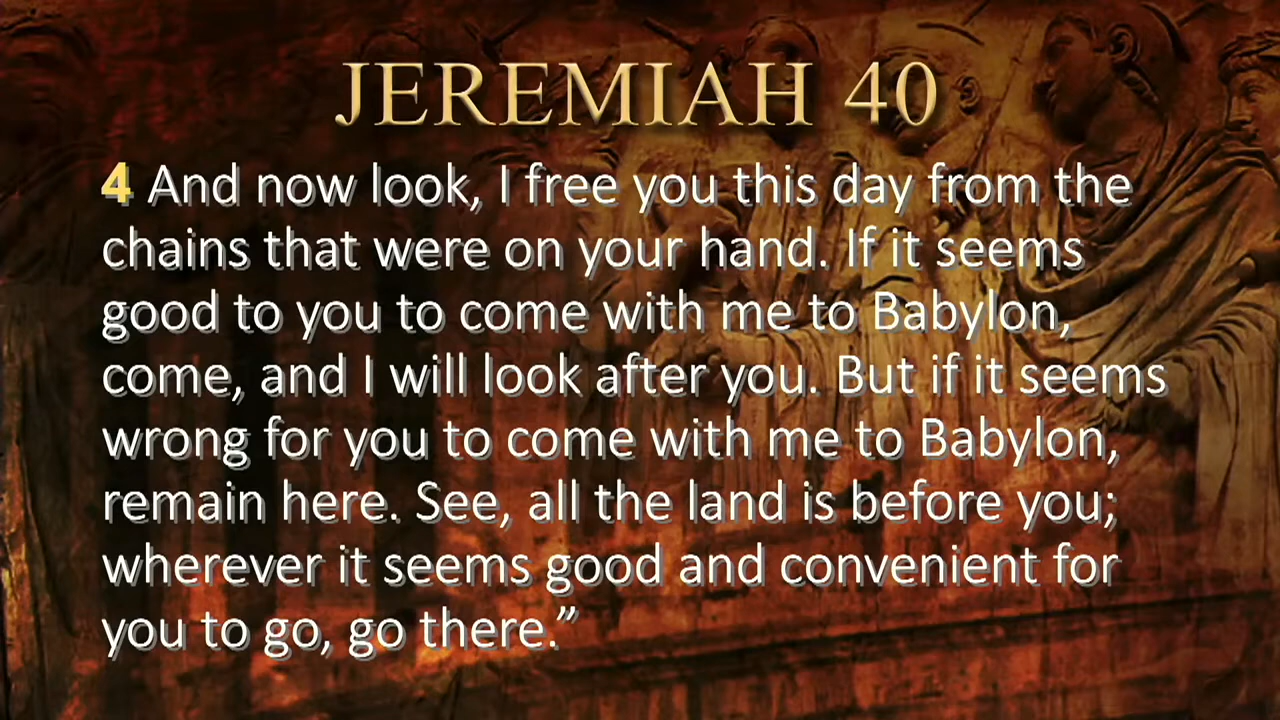 JEREMIAH 40
4 And now look, I free you this day from the
chains that were on your hand. If it seems
good to you to come with me to Babylon,
come, and I will look after you. But if it seems
wrong for you to come with me to Babylon,
remain here. See, all the land is before you;
wherever it seems good and convenient for
you to go, go there.”